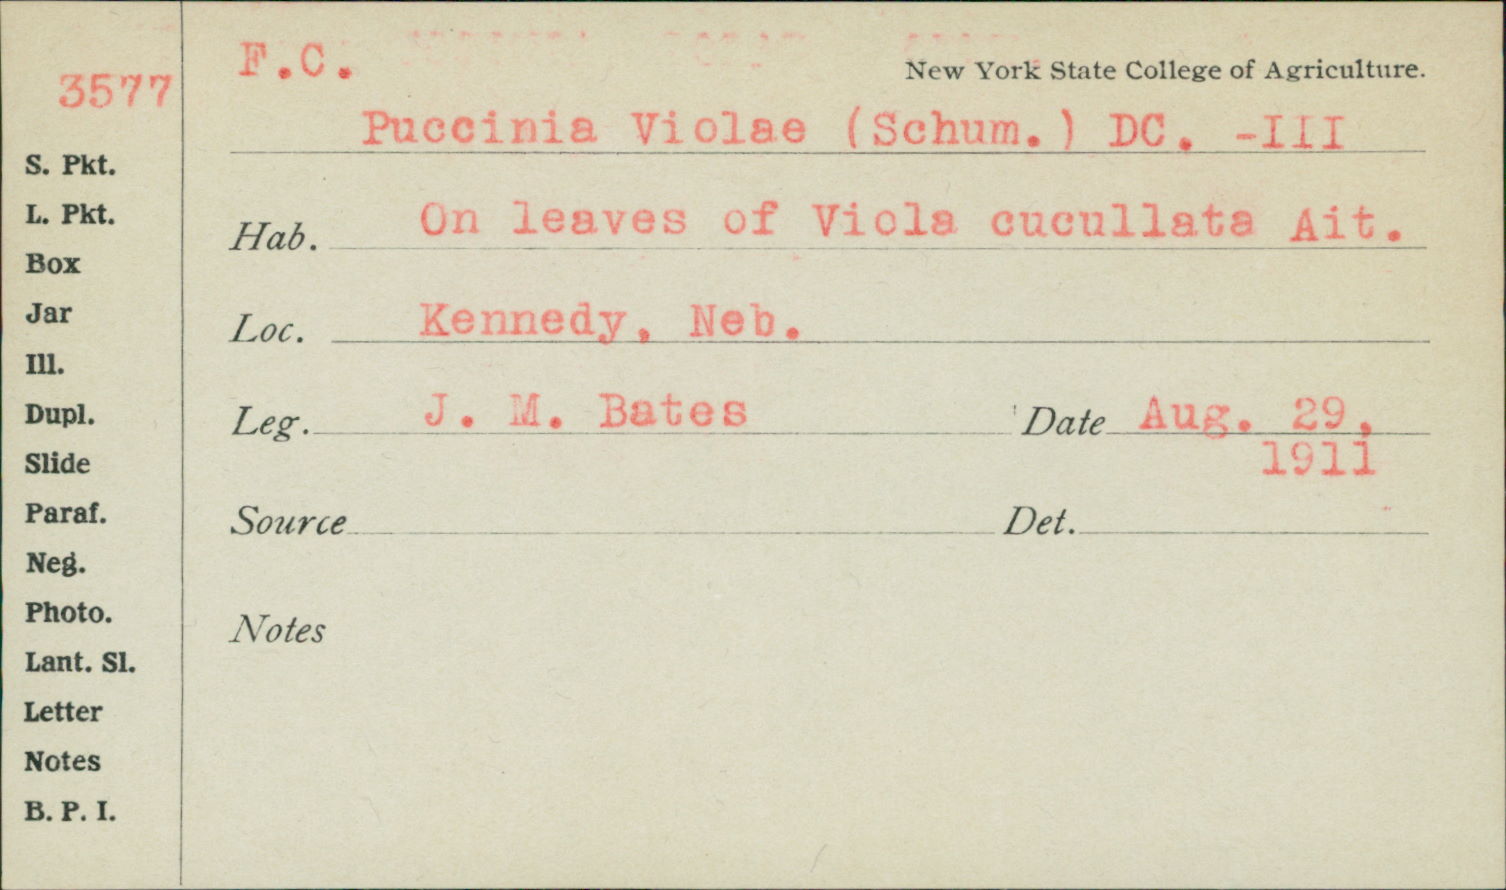 3577
S. Pkt.
L. Pkt.
Box
Jar
Ill.
Dupl.
Slide
Paraf.
Neg.
Photo.
Lant. Sl.
Letter
Notes
B. P. I.
F.C.
New York State College of Agriculture.
Puccinia Violae (Schum.) DC. -III
Hab. On leaves of Viola cucullata Ait.
Loc. Kennedy, Neb.
Leg. J. M. Bates Date Aug. 29,
1911
Source Det.
Notes